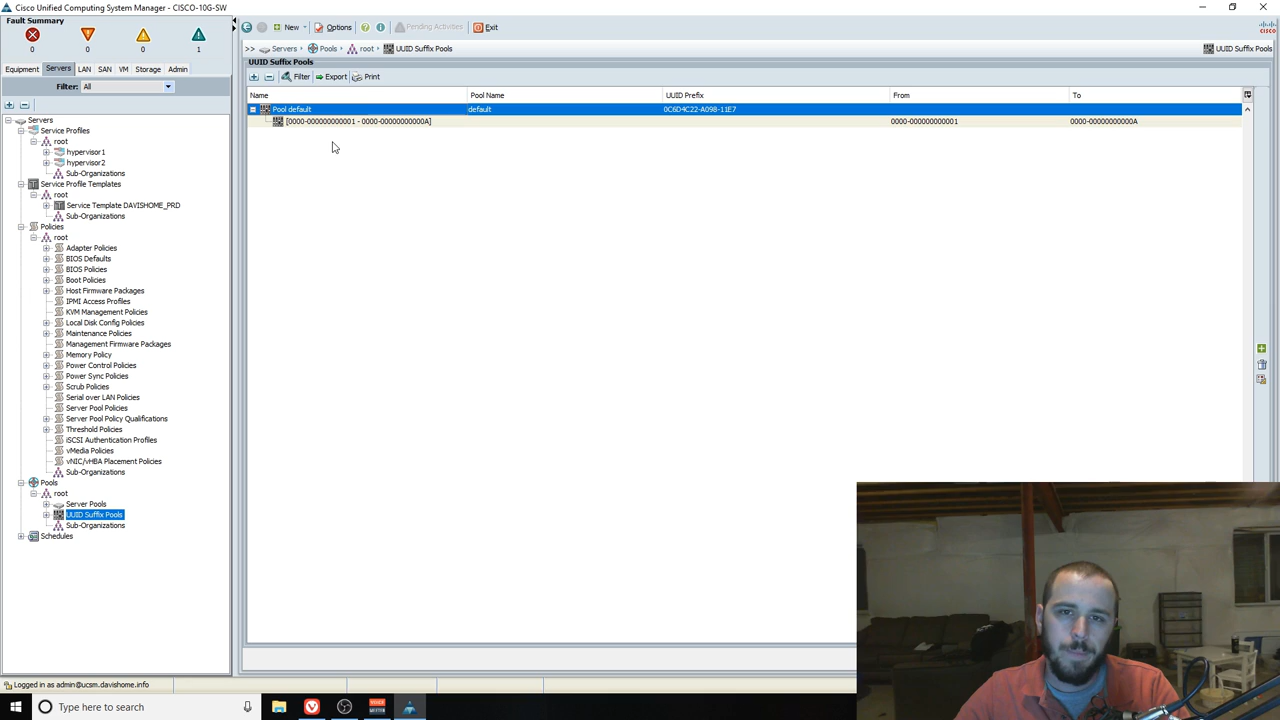 Cisco Unified Computing System Manager - CISCO-10G-SW
Fault Summary
0 0 0 1
Equipment Servers LAN SAN VM Storage Admin
Filter: All
Servers
Service Profiles
root
hypervisor1
hypervisor2
Sub-Organizations
Service Profile Templates
root
Service Template DAVISHOME_PRD
Sub-Organizations
Policies
root
Adapter Policies
BIOS Defaults
BIOS Policies
Boot Policies
Host Firmware Packages
IPMI Access Profiles
KVM Management Policies
Local Disk Config Policies
Maintenance Policies
Management Firmware Packages
Memory Policy
Power Control Policies
Power Sync Policies
Scrub Policies
Serial over LAN Policies
Server Pool Policies
Server Pool Policy Qualifications
Threshold Policies
iSCSI Authentication Profiles
vMedia Policies
vNIC/vHBA Placement Policies
Sub-Organizations
Pools
root
Server Pools
UUID Suffix Pools
Sub-Organizations
Schedules
Logged in as admin@ucsm.davishome.info
New Options Pending Activities Exit
cisco
>> Servers Pools root UUID Suffix Pools UUID Suffix Pools
UUID Suffix Pools
Filter Export Print
Name Pool Name UUID Prefix From To
Pool default default 0C6D4C22-A098-11E7
[0000-000000000001 - 0000-00000000000A] 0000-000000000001 0000-00000000000A
Type here to search